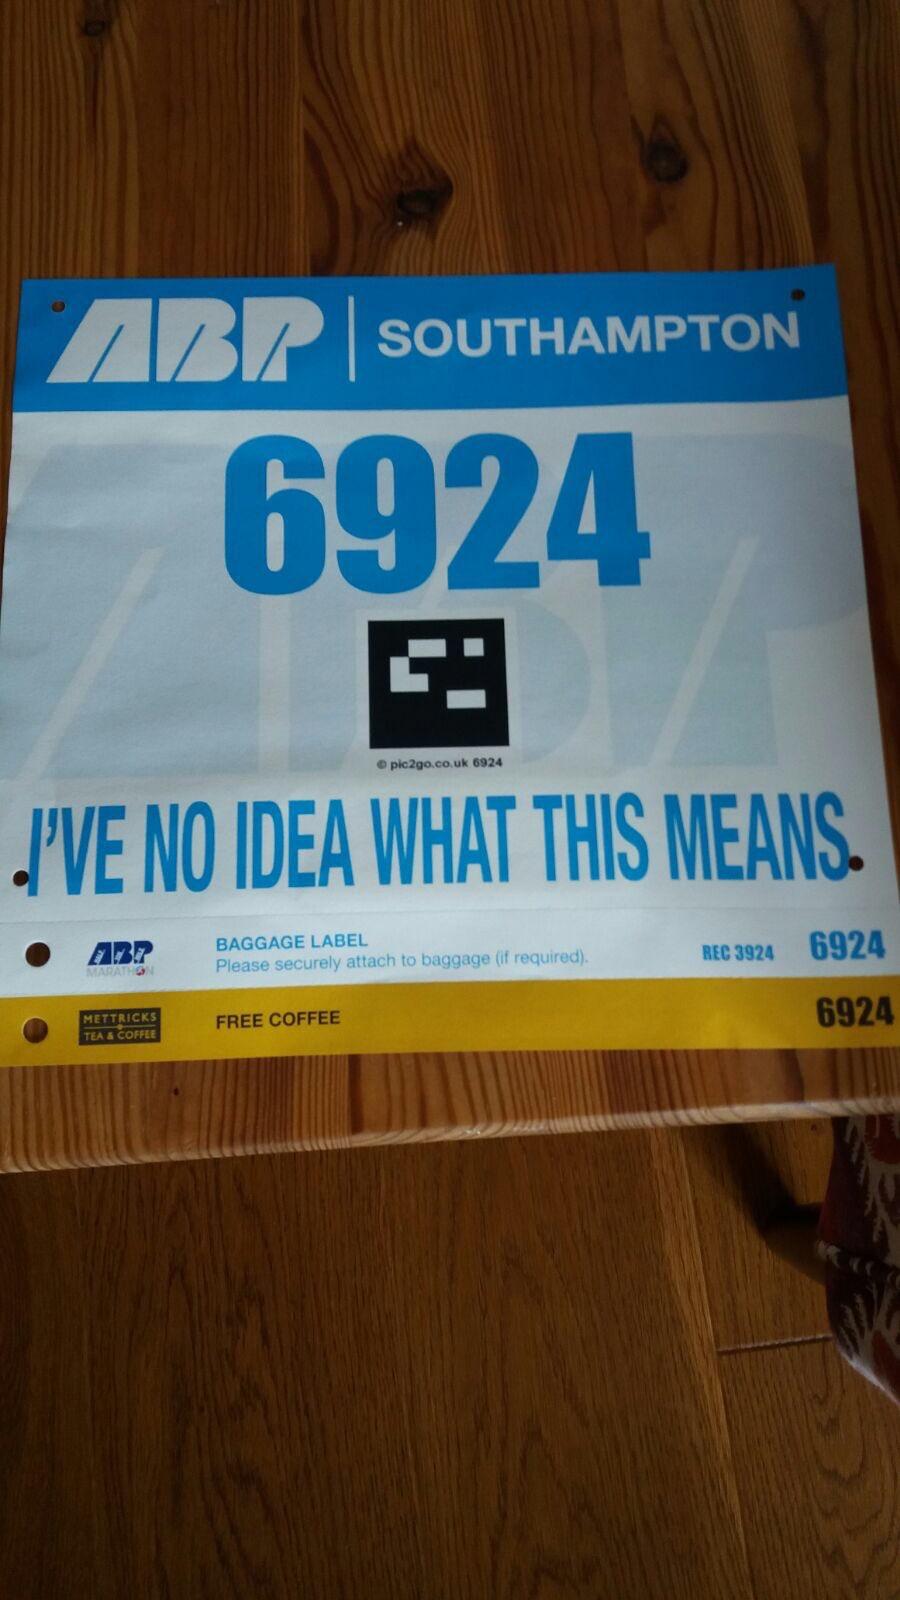 ABP | SOUTHAMPTON
6924
© pic2go.co.uk 6924
I'VE NO IDEA WHAT THIS MEANS.
ABP
MARATHON
BAGGAGE LABEL
Please securely attach to baggage (if required).
REC 3924 6924
METTRICKS
TEA & COFFEE
FREE COFFEE
6924